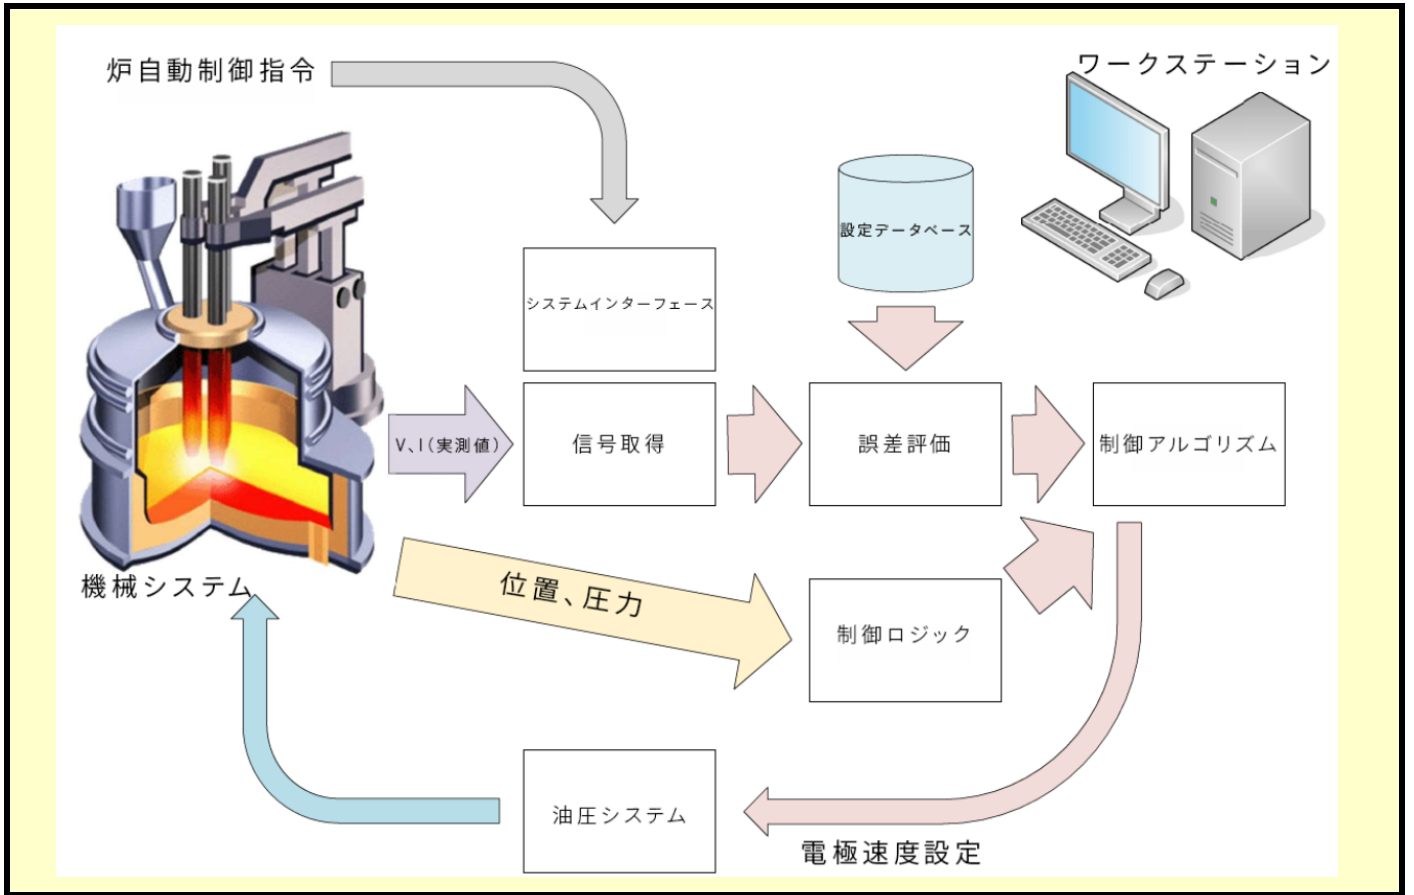 炉自動制御指令
ワークステーション
設定データベース
システムインターフェース
V、I(実測値)
信号取得
誤差評価
制御アルゴリズム
機械システム
位置、圧力
制御ロジック
油圧システム
電極速度設定